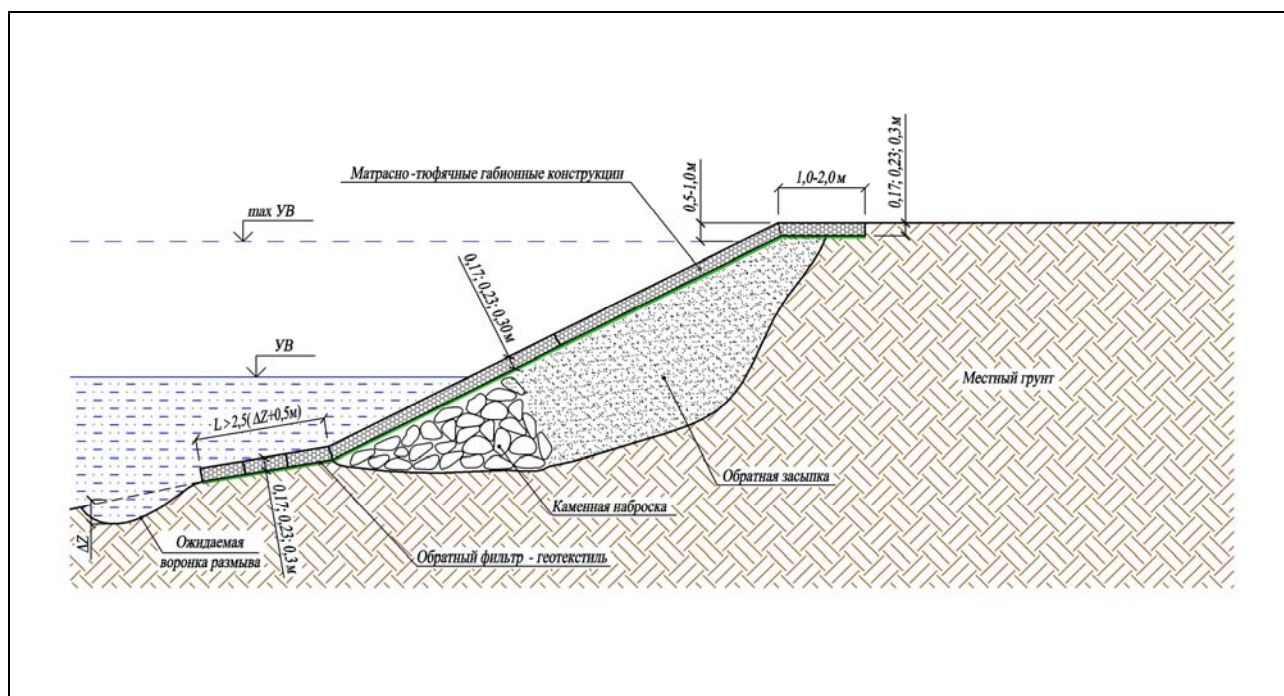 0,17; 0,23; 0,3 м
Матрасно -тюфячные габионные конструкции
0,5-1,0м
1,0-2,0м
max УВ
0,17; 0,23; 0,30м
УВ
Местный грунт
L >2,5(ΔZ+0,5м)
Обратная засыпка
Каменная наброска
0,17; 0,23; 0,3м
ΔZ
Ожидаемая
воронка размыва
Обратный фильтр - геотекстиль